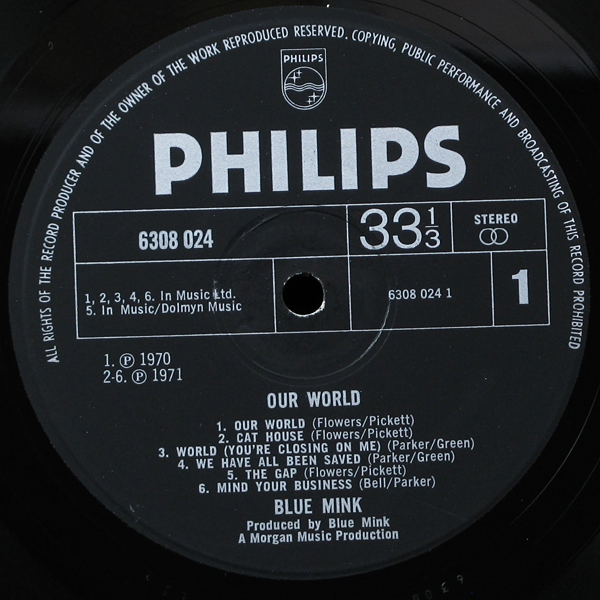 ALL RIGHTS OF THE RECORD PRODUCER AND OF THE OWNER OF THE WORK REPRODUCED RESERVED. COPYING, PUBLIC PERFORMANCE AND BROADCASTING OF THIS RECORD PROHIBITED
PHILIPS
PHILIPS
6308 024
33 1/3
STEREO
1, 2, 3, 4, 6. In Music Ltd.
5. In Music/Dolmyn Music
6308 024 1
1
1. ℗ 1970
2-6. ℗ 1971
OUR WORLD
1. OUR WORLD (Flowers/Pickett)
2. CAT HOUSE (Flowers/Pickett)
3. WORLD (YOU'RE CLOSING ON ME) (Parker/Green)
4. WE HAVE ALL BEEN SAVED (Parker/Green)
5. THE GAP (Flowers/Pickett)
6. MIND YOUR BUSINESS (Bell/Parker)
BLUE MINK
Produced by Blue Mink
A Morgan Music Production